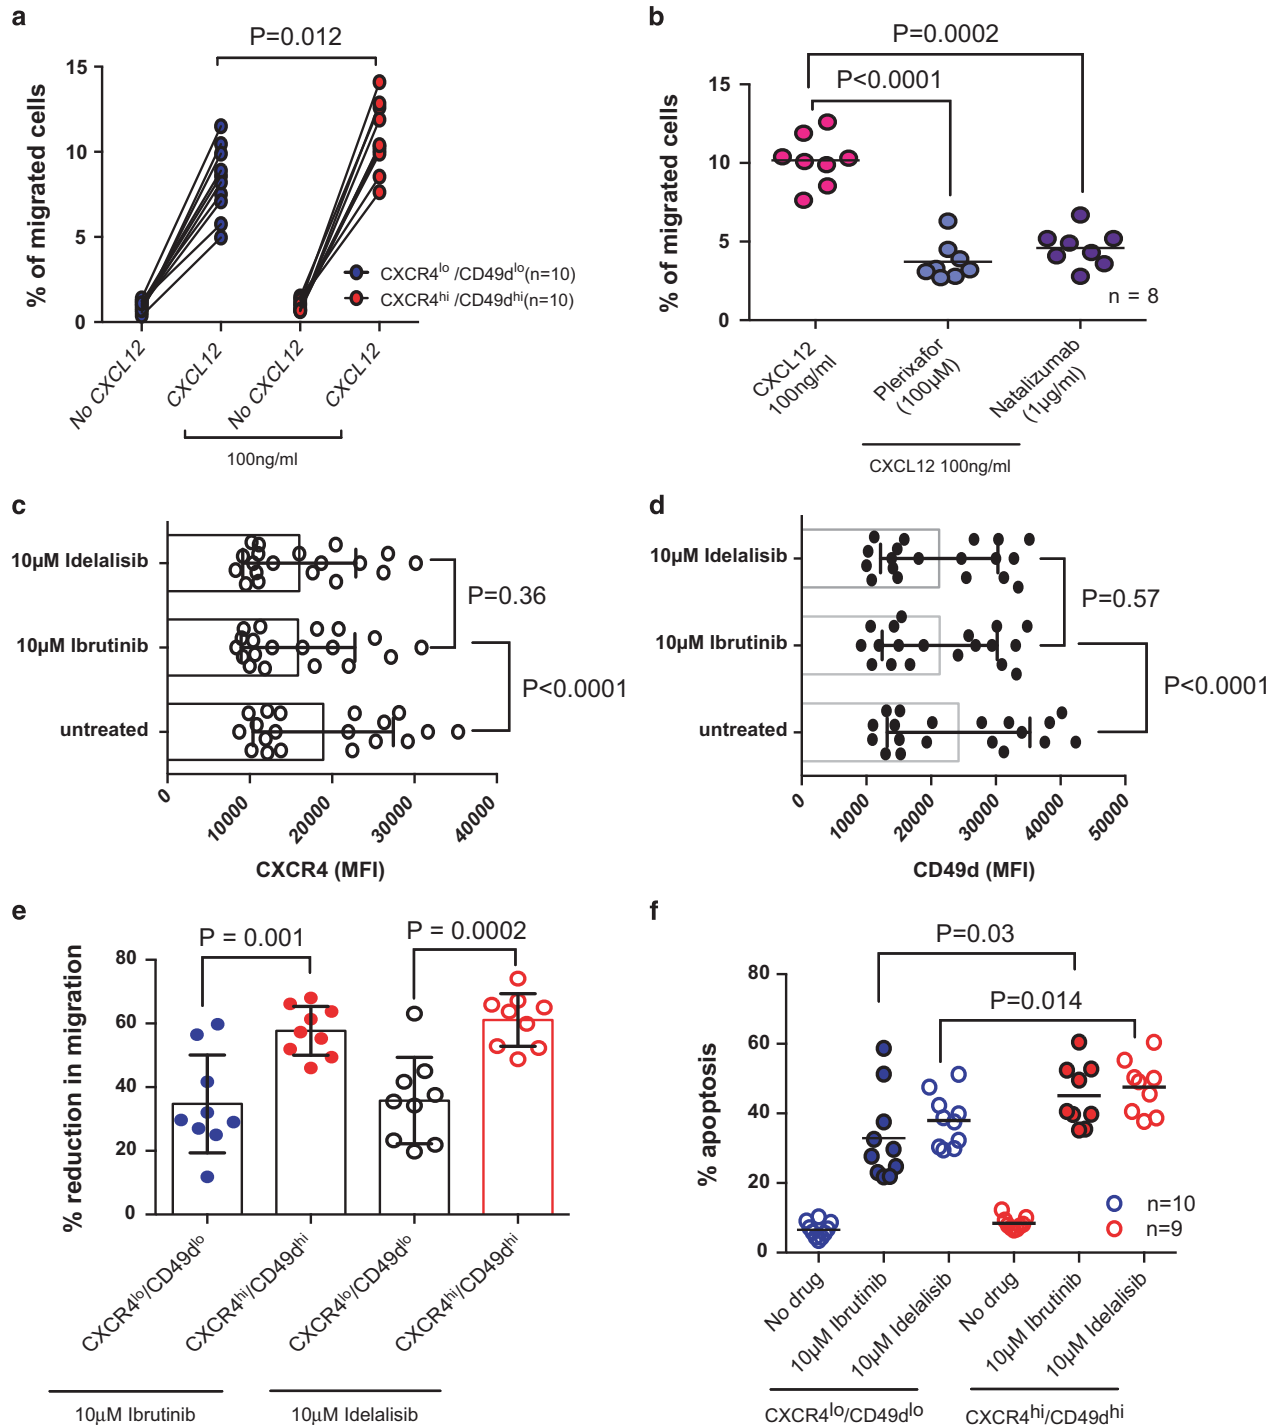 a
P=0.012
% of migrated cells
15
10
5
0
CXCR4lo /CD49dlo(n=10)
CXCR4hi /CD49dhi(n=10)
No CXCL12
CXCL12
No CXCL12
CXCL12
100ng/ml
b
P=0.0002
P<0.0001
% of migrated cells
15
10
5
0
n = 8
CXCL12
100ng/ml
Plerixafor
(100µM)
Natalizumab
(1µg/ml)
CXCL12 100ng/ml
c
10µM Idelalisib
10µM Ibrutinib
untreated
P=0.36
P<0.0001
0
10000
20000
30000
40000
CXCR4 (MFI)
d
10µM Idelalisib
10µM Ibrutinib
untreated
P=0.57
P<0.0001
0
10000
20000
30000
40000
50000
CD49d (MFI)
e
P = 0.001
P = 0.0002
% reduction in migration
80
60
40
20
0
CXCR4lo/CD49dlo
CXCR4hi/CD49dhi
CXCR4lo/CD49dlo
CXCR4hi/CD49dhi
10µM Ibrutinib
10µM Idelalisib
f
P=0.03
P=0.014
% apoptosis
80
60
40
20
0
n=10
n=9
No drug
10µM Ibrutinib
10µM Idelalisib
No drug
10µM Ibrutinib
10µM Idelalisib
CXCR4lo/CD49dlo
CXCR4hi/CD49dhi